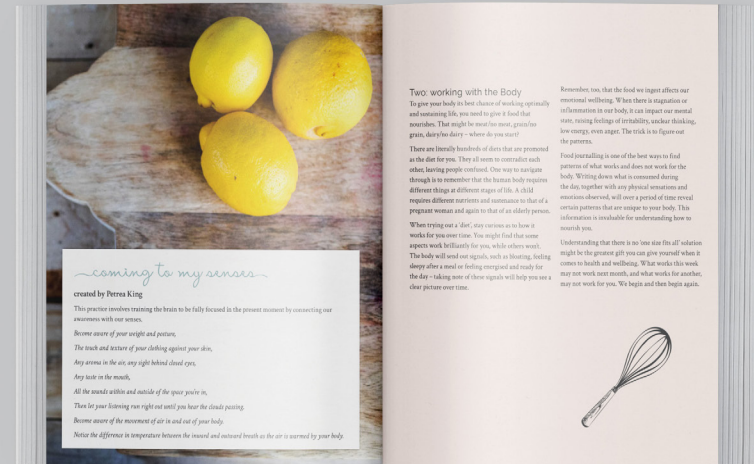 coming to my senses
created by Petrea King
This practice involves training the brain to be fully focused in the present moment by connecting our
awareness with our senses.
Become aware of your weight and posture,
The touch and texture of your clothing against your skin,
Any aroma in the air, any sight behind closed eyes,
Any taste in the mouth,
All the sounds within and outside of the space you're in,
Then let your listening run right out until you hear the clouds passing.
Become aware of the movement of air in and out of your body.
Notice the difference in temperature between the inward and outward breath as the air is warmed by your body.
Two: working with the Body
To give your body its best chance of working optimally
and sustaining life, you need to give it food that
nourishes. That might be meat/no meat, grain/no
grain, dairy/no dairy – where do you start?
There are literally hundreds of diets that are promoted
as the diet for you. They all seem to contradict each
other, leaving people confused. One way to navigate
through is to remember that the human body requires
different things at different stages of life. A child
requires different nutrients and sustenance to that of a
pregnant woman and again to that of an elderly person.
When trying out a 'diet', stay curious as to how it
works for you over time. You might find that some
aspects work brilliantly for you, while others won't.
The body will send out signals, such as bloating, feeling
sleepy after a meal or feeling energised and ready for
the day – taking note of these signals will help you see a
clear picture over time.
Remember, too, that the food we ingest affects our
emotional wellbeing. When there is stagnation or
inflammation in our body, it can impact our mental
state, raising feelings of irritability, unclear thinking,
low energy, even anger. The trick is to figure out
the patterns.
Food journalling is one of the best ways to find
patterns of what works and does not work for the
body. Writing down what is consumed during
the day, together with any physical sensations and
emotions observed, will over a period of time reveal
certain patterns that are unique to your body. This
information is invaluable for understanding how to
nourish you.
Understanding that there is no 'one size fits all' solution
might be the greatest gift you can give yourself when it
comes to health and wellbeing. What works this week
may not work next month, and what works for another,
may not work for you. We begin and then begin again.